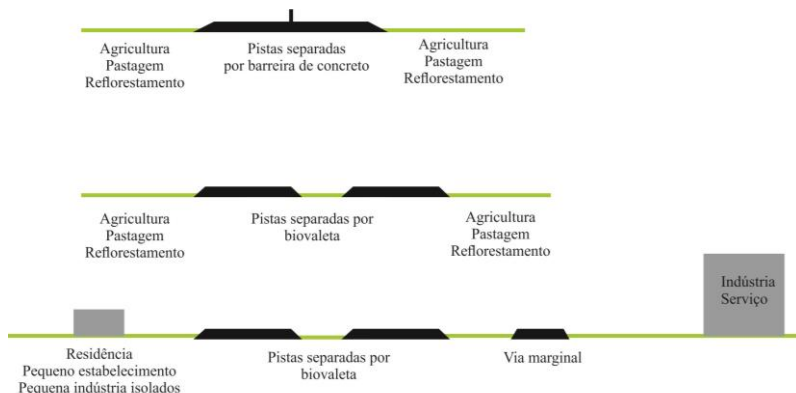 Agricultura
Pastagem
Reflorestamento
Pistas separadas
por barreira de concreto
Agricultura
Pastagem
Reflorestamento
Agricultura
Pastagem
Reflorestamento
Pistas separadas por
biovaleta
Agricultura
Pastagem
Reflorestamento
Indústria
Serviço
Residência
Pequeno estabelecimento
Pequena indústria isolados
Pistas separadas por
biovaleta
Via marginal